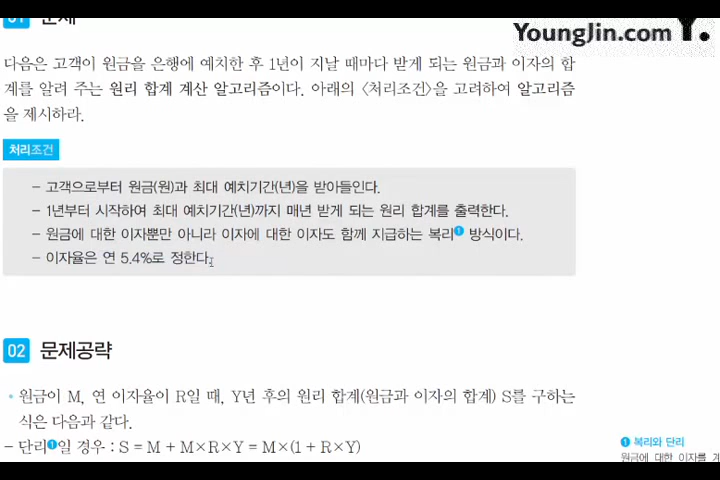 01 문제
YoungJin.com Y.
다음은 고객이 원금을 은행에 예치한 후 1년이 지날 때마다 받게 되는 원금과 이자의 합
계를 알려 주는 원리 합계 계산 알고리즘이다. 아래의 〈처리조건〉을 고려하여 알고리즘
을 제시하라.
처리조건
– 고객으로부터 원금(원)과 최대 예치기간(년)을 받아들인다.
– 1년부터 시작하여 최대 예치기간(년)까지 매년 받게 되는 원리 합계를 출력한다.
– 원금에 대한 이자뿐만 아니라 이자에 대한 이자도 함께 지급하는 복리❶ 방식이다.
– 이자율은 연 5.4%로 정한다.
02 문제공략
• 원금이 M, 연 이자율이 R일 때, Y년 후의 원리 합계(원금과 이자의 합계) S를 구하는
식은 다음과 같다.
– 단리❶일 경우 : S = M + M×R×Y = M×(1 + R×Y)
❶ 복리와 단리
원금에 대한 이자를